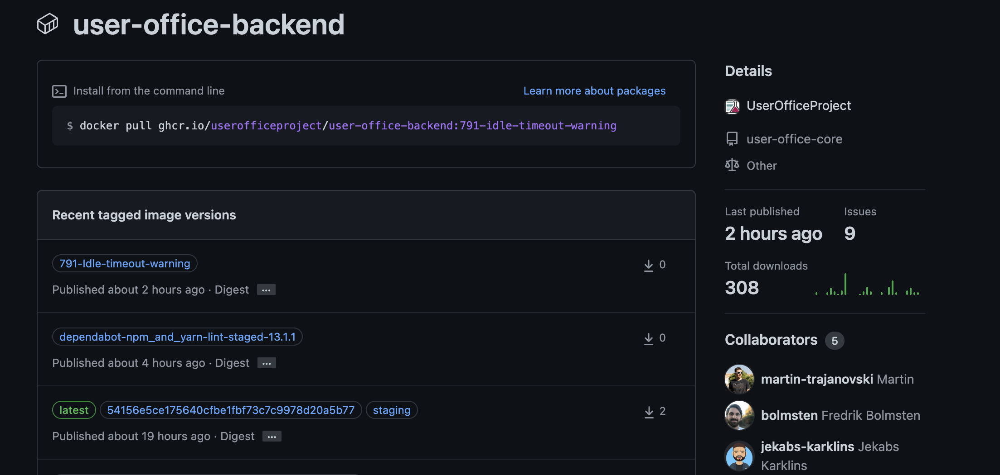 user-office-backend
Install from the command line
Learn more about packages
$ docker pull ghcr.io/userofficeproject/user-office-backend:791-idle-timeout-warning
Recent tagged image versions
791-Idle-timeout-warning
0
Published about 2 hours ago · Digest ...
dependabot-npm_and_yarn-lint-staged-13.1.1
0
Published about 4 hours ago · Digest ...
latest 54156e5ce175640cfbe1fbf73c7c9978d20a5b77 staging
2
Published about 19 hours ago · Digest ...
Details
UserOfficeProject
user-office-core
Other
Last published
2 hours ago
Issues
9
Total downloads
308
Collaborators 5
martin-trajanovski Martin
bolmsten Fredrik Bolmsten
jekabs-karklins Jekabs
Karklins